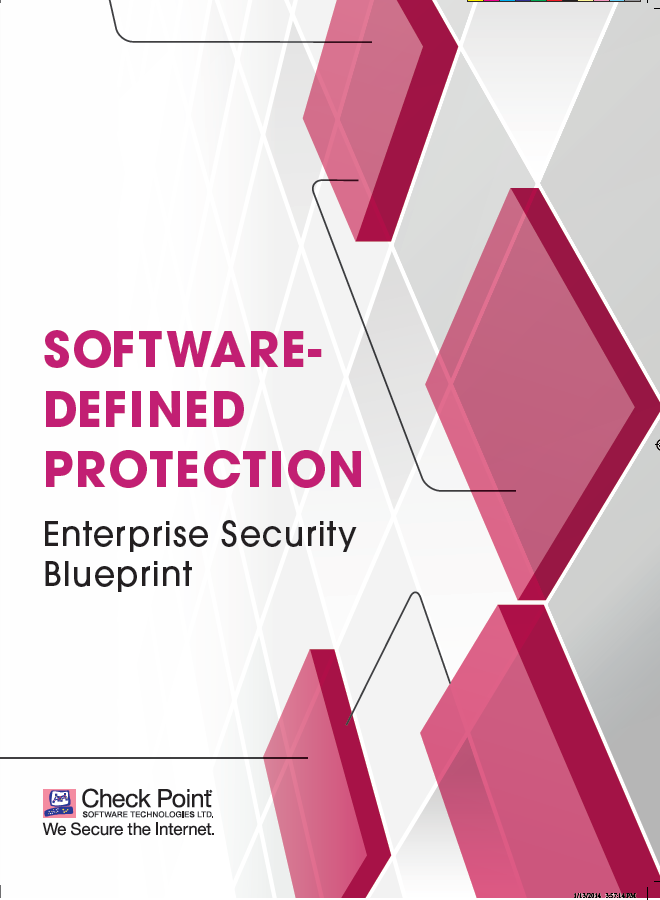 SOFTWARE-
DEFINED
PROTECTION
Enterprise Security
Blueprint
Check Point
SOFTWARE TECHNOLOGIES LTD.
We Secure the Internet.